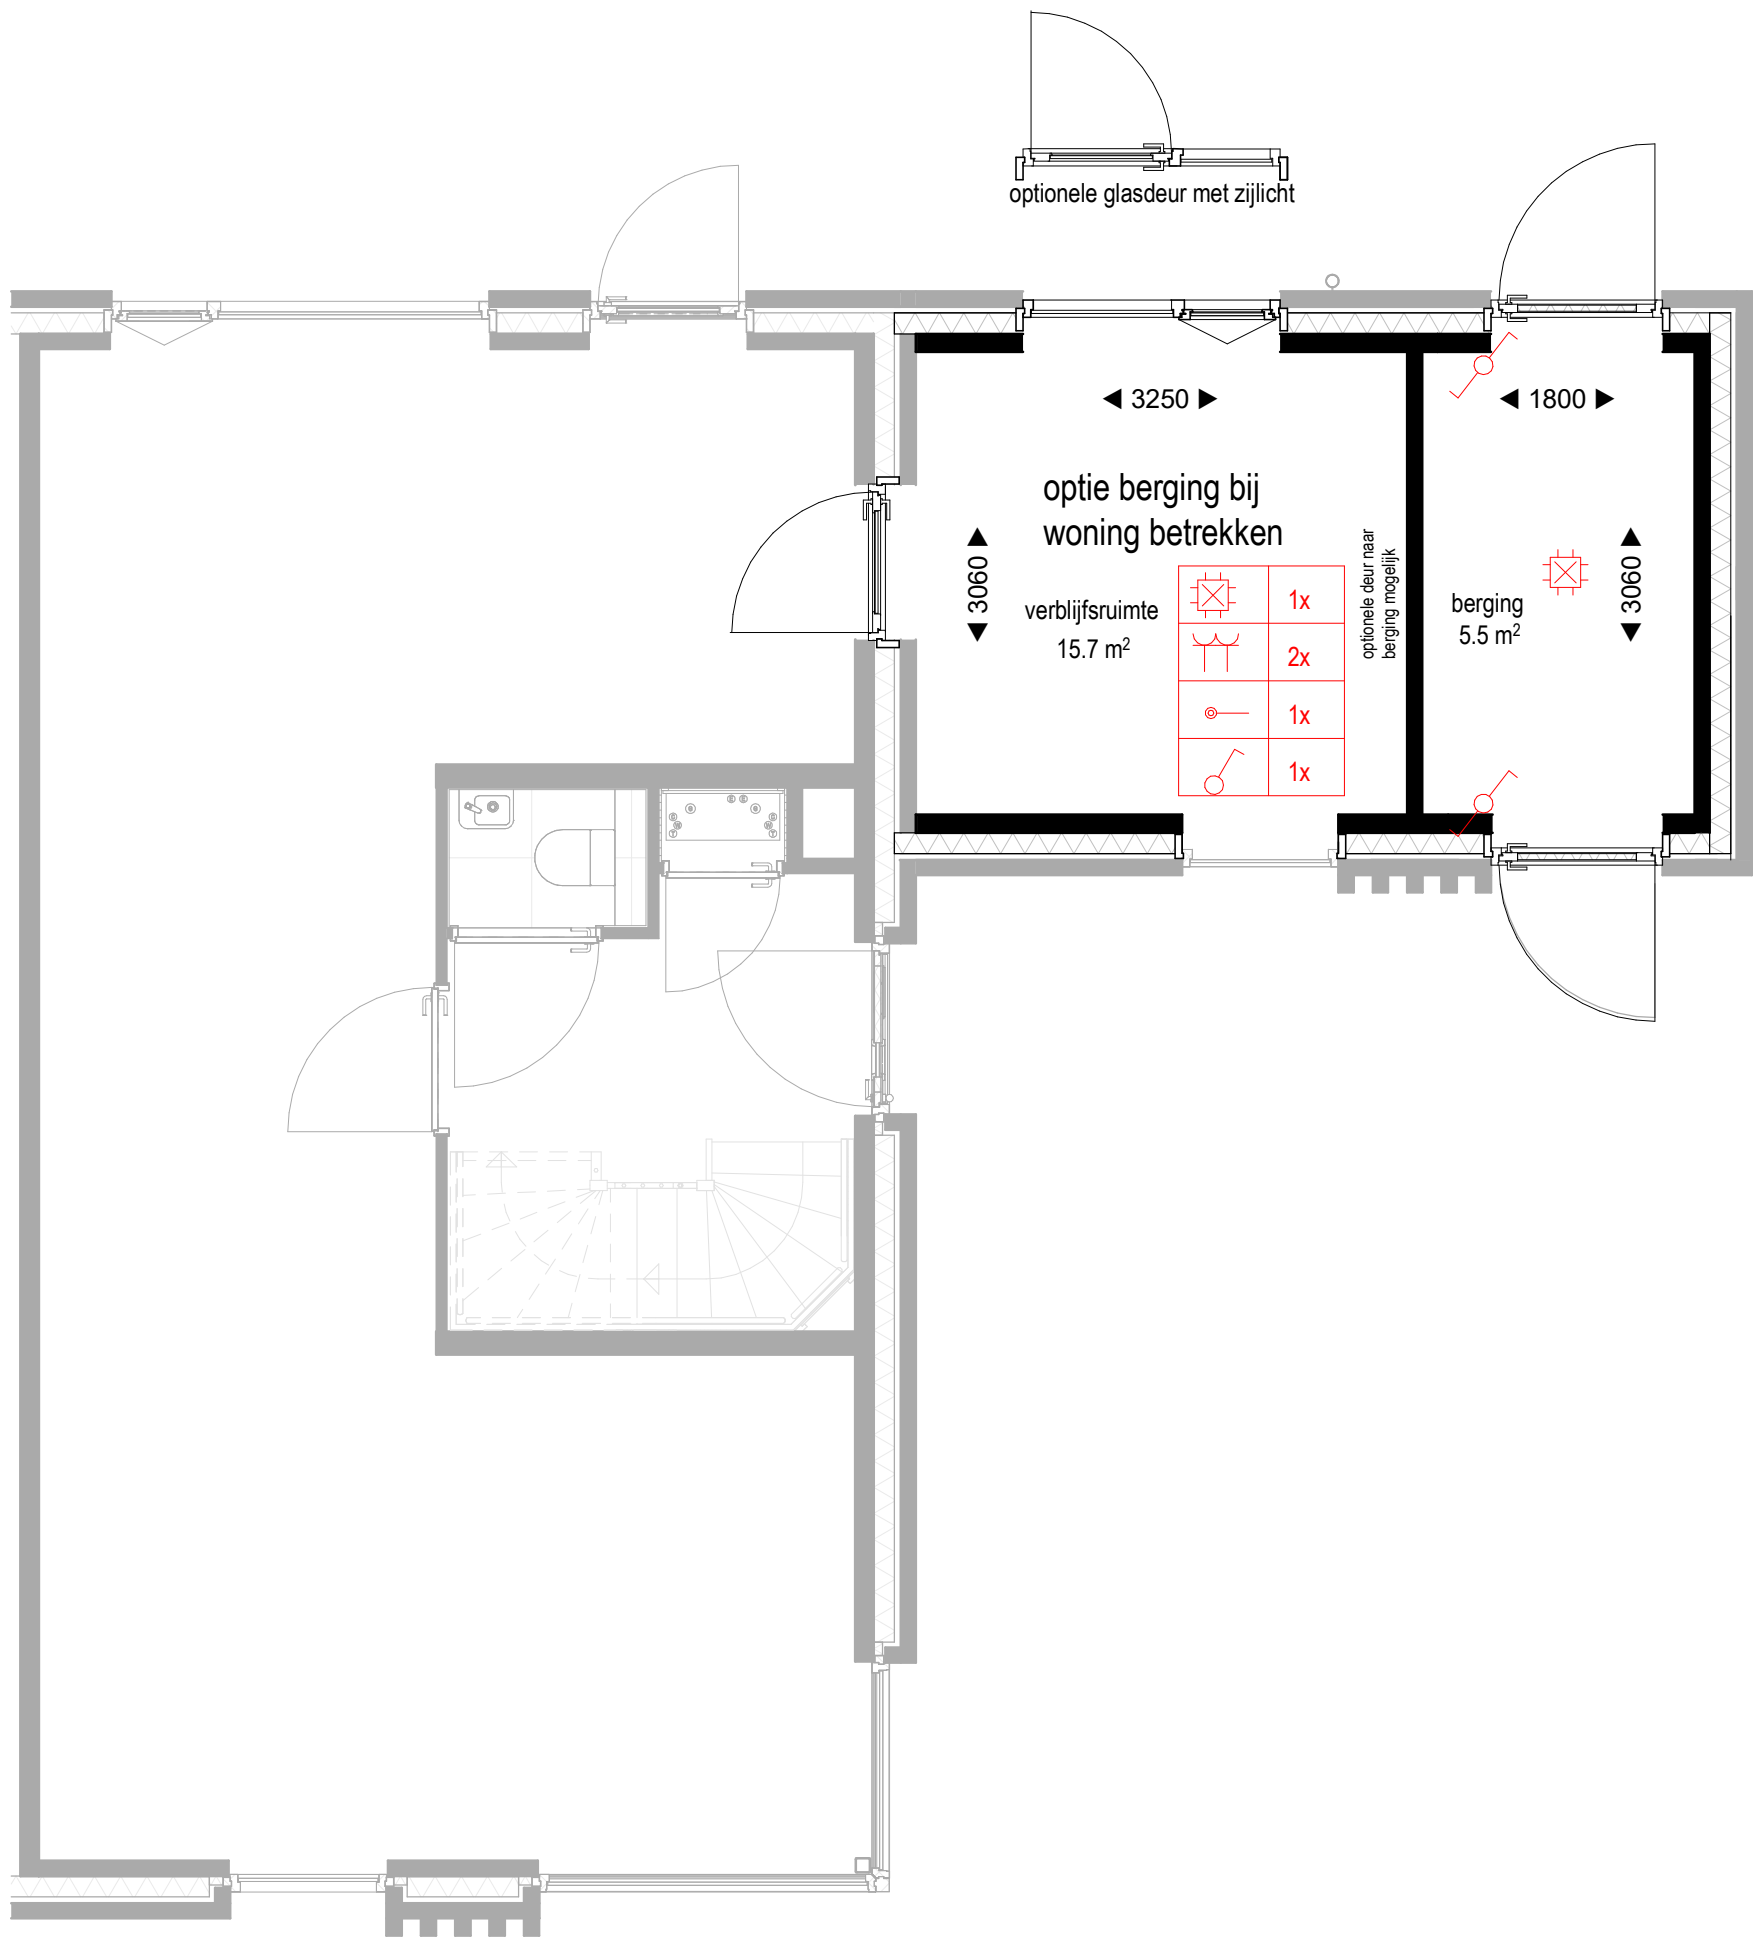 optionele glasdeur met zijlicht
3250
1800
optie berging bij
woning betrekken
3060
verblijfsruimte
15.7 m²
1x
2x
1x
1x
optionele deur naar
berging mogelijk
berging
5.5 m²
3060